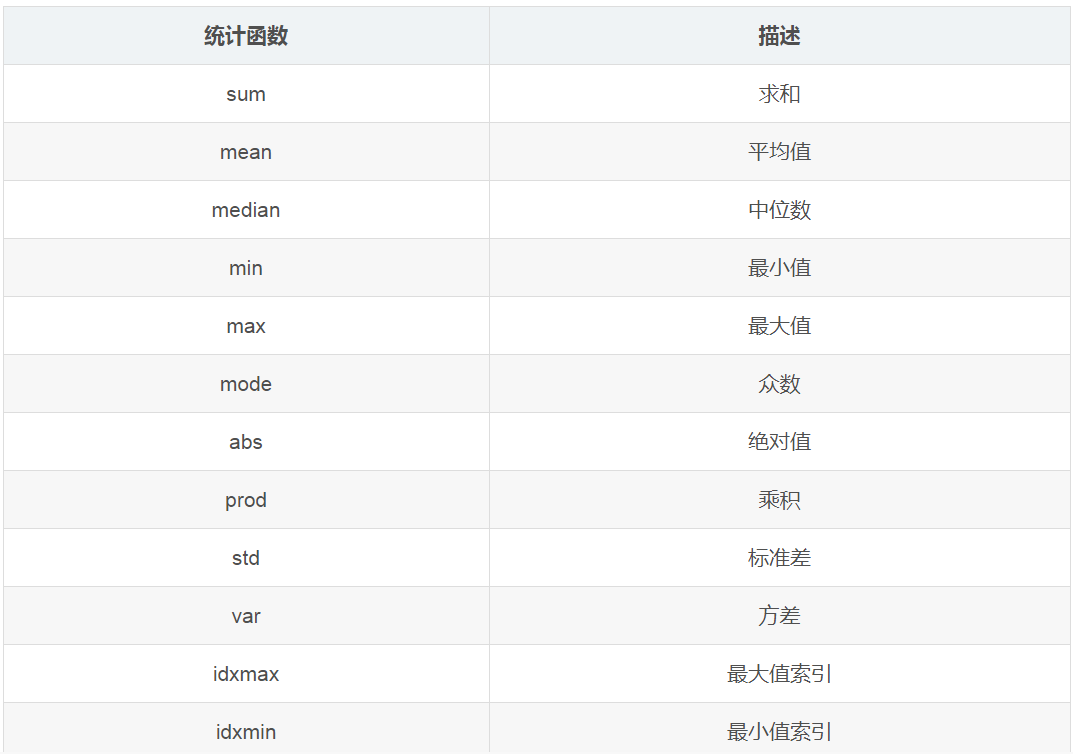 统计函数 描述
sum 求和
mean 平均值
median 中位数
min 最小值
max 最大值
mode 众数
abs 绝对值
prod 乘积
std 标准差
var 方差
idxmax 最大值索引
idxmin 最小值索引